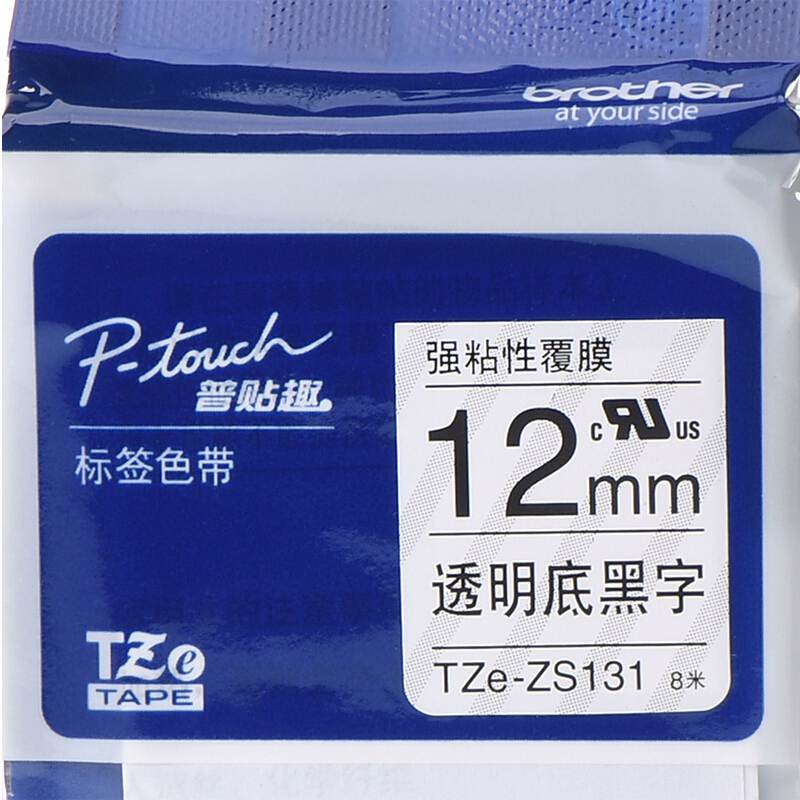 brother
at your side
P-touch
普贴趣
标签色带
强粘性覆膜
12mm
c RU US
透明底黑字
TZe-ZS131 8米
TZe
TAPE